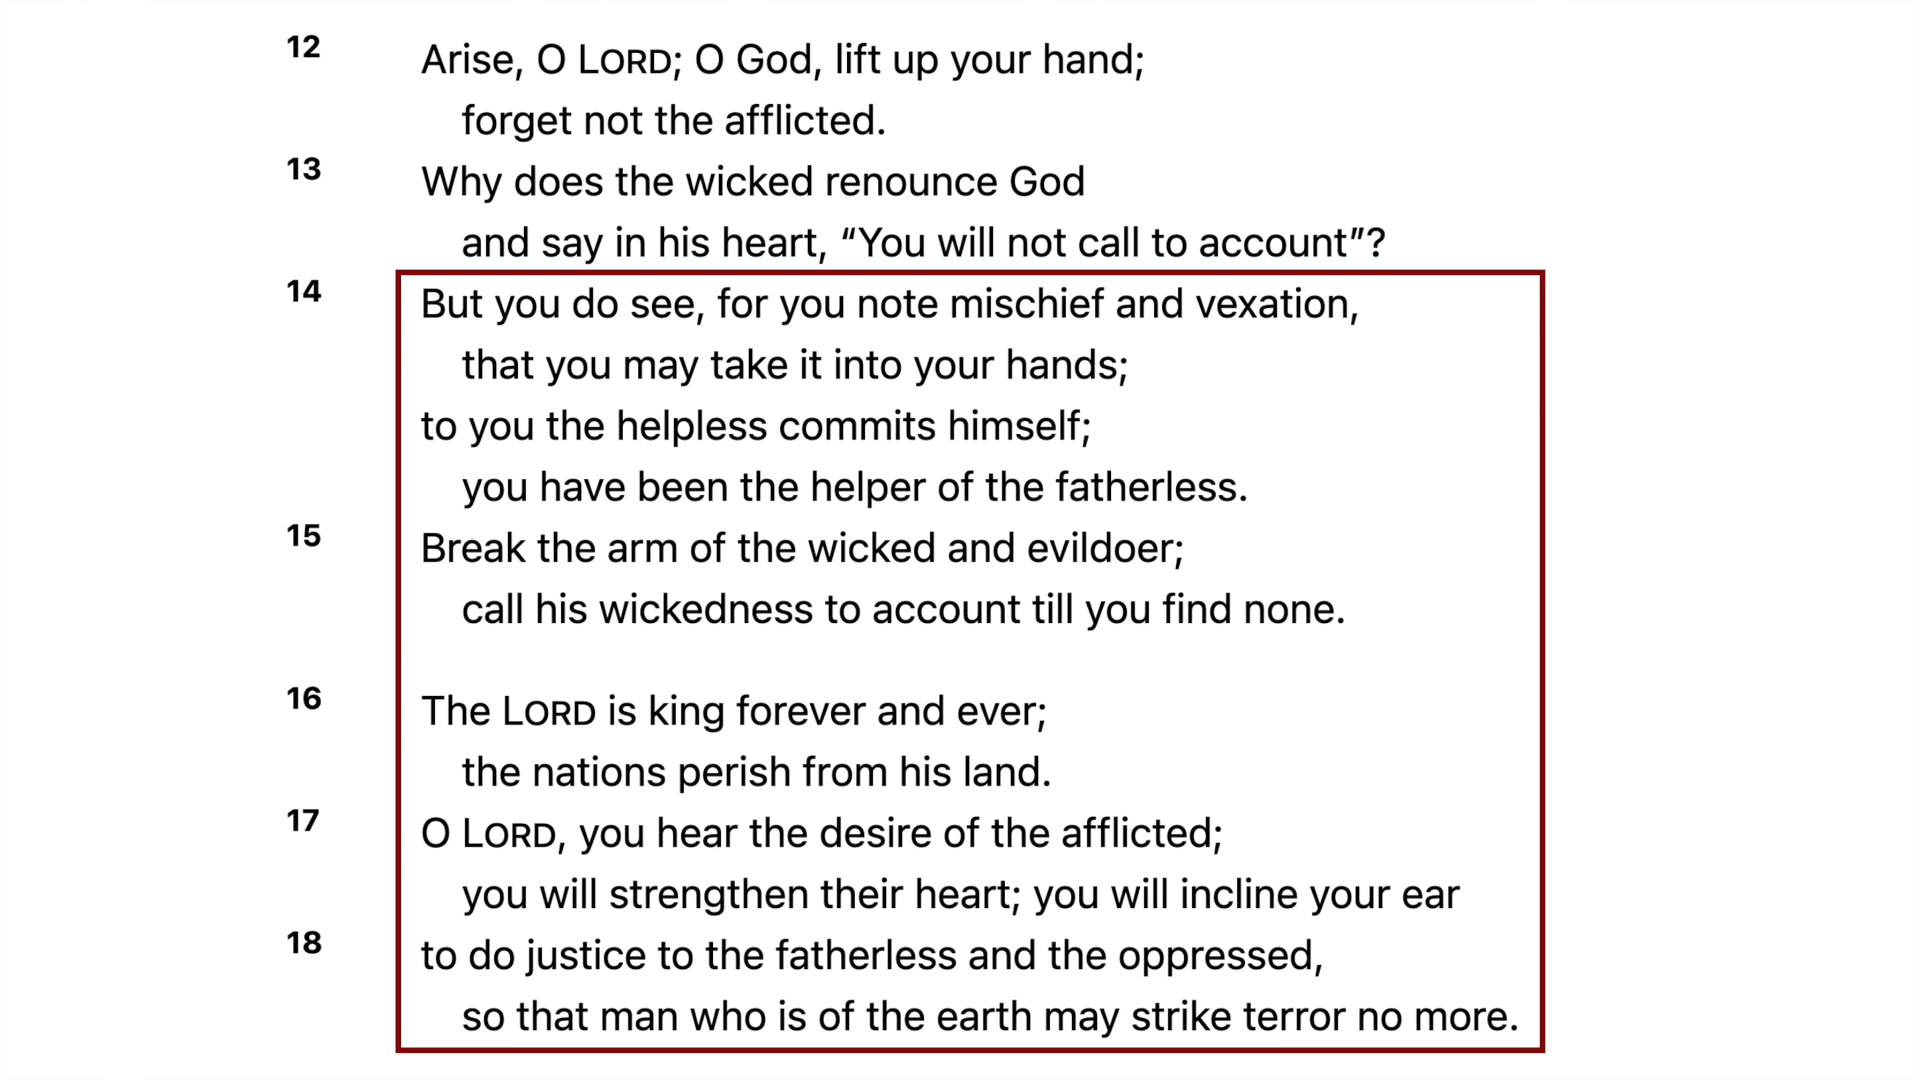 12 Arise, O LORD; O God, lift up your hand;
forget not the afflicted.
13 Why does the wicked renounce God
and say in his heart, “You will not call to account”?
14 But you do see, for you note mischief and vexation,
that you may take it into your hands;
to you the helpless commits himself;
you have been the helper of the fatherless.
15 Break the arm of the wicked and evildoer;
call his wickedness to account till you find none.
16 The LORD is king forever and ever;
the nations perish from his land.
17 O LORD, you hear the desire of the afflicted;
you will strengthen their heart; you will incline your ear
18 to do justice to the fatherless and the oppressed,
so that man who is of the earth may strike terror no more.